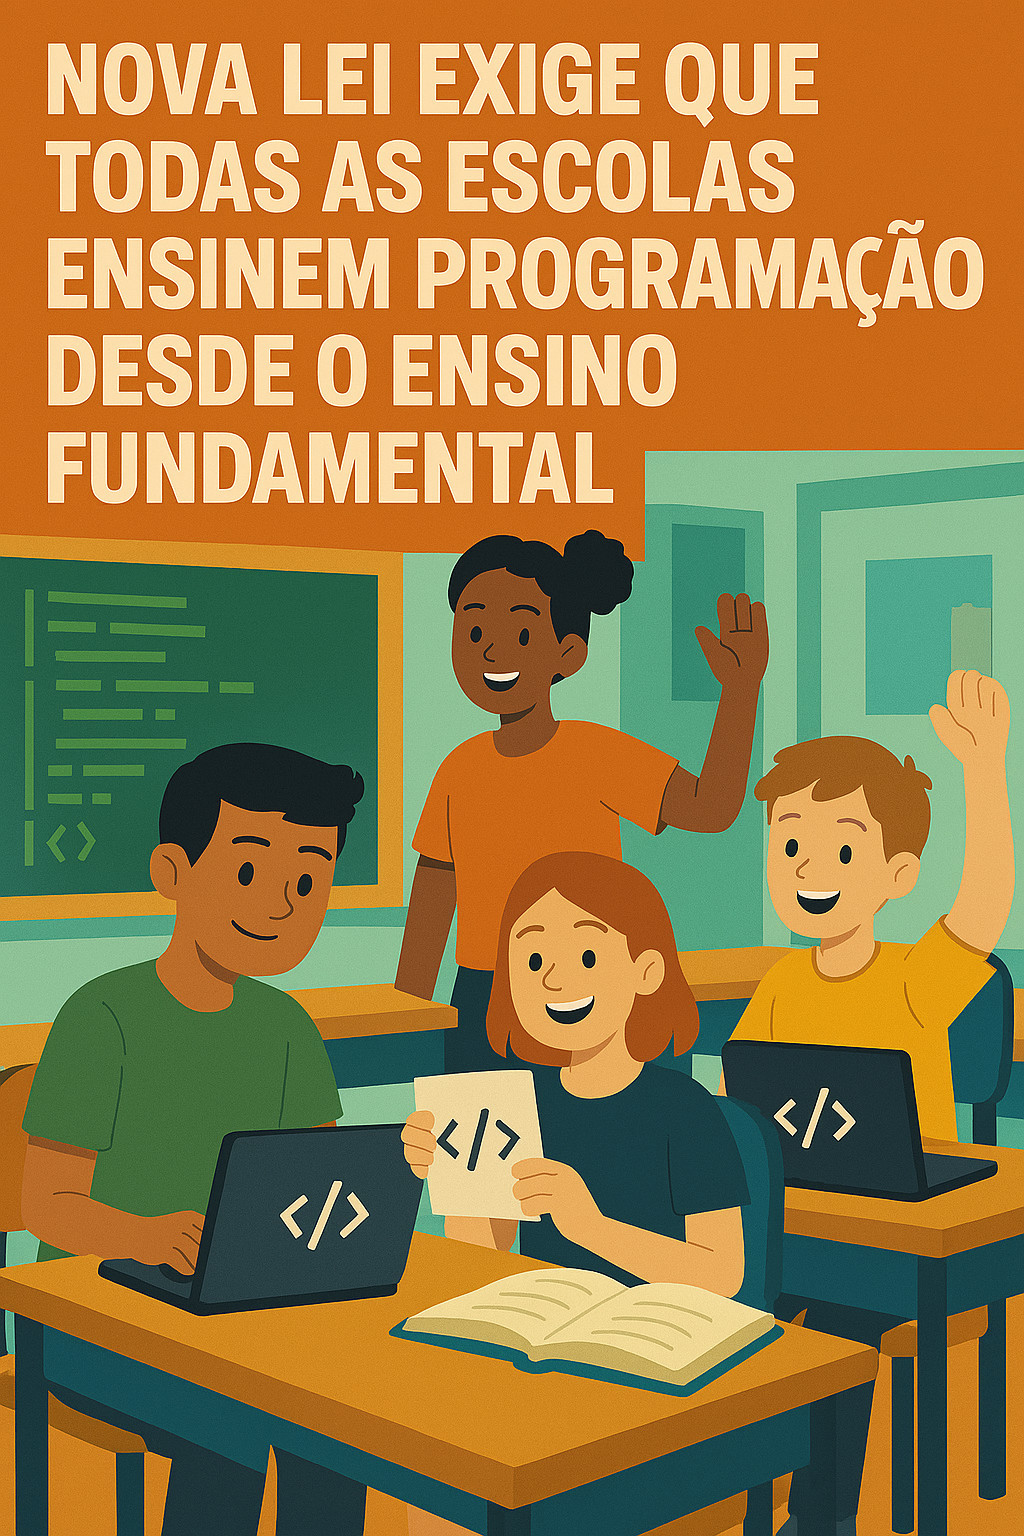 NOVA LEI EXIGE QUE
TODAS AS ESCOLAS
ENSINEM PROGRAMAÇÃO
DESDE O ENSINO
FUNDAMENTAL
<>
</>
</>
</>